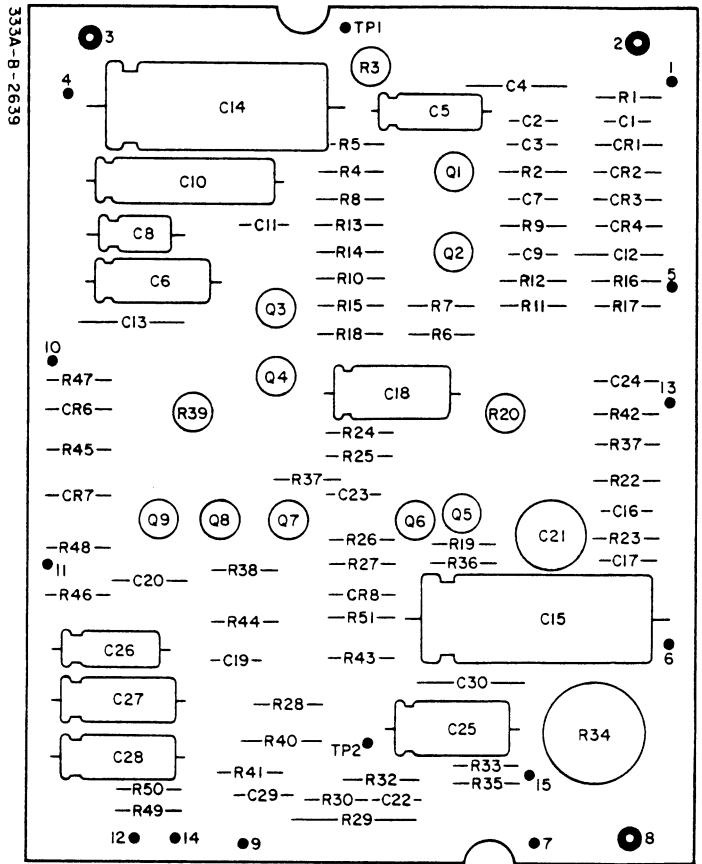 333A-B-2639
TP1
3
2
R3
1
4
C4
R1
C14
C5
C2
C1
R5
C3
CR1
R4
Q1
R2
CR2
C10
R8
C7
CR3
C11
R13
R9
CR4
C8
R14
Q2
C9
C12
C6
R10
R12
R16
5
Q3
R15
R7
R11
R17
C13
R18
R6
10
R47
Q4
C24
13
CR6
R39
C18
R20
R42
R24
R37
R45
R25
R37
R22
CR7
C23
C16
Q9
Q8
Q7
Q6
Q5
C21
R48
R26
R19
R23
11
R38
R27
R36
C17
C20
R46
CR8
R44
R51
C15
C26
C19
R43
6
C30
C27
R28
C25
R34
R40
TP2
C28
R41
R32
R33
R50
R35
15
C29
R30
C22
R49
R29
12
14
9
7
8